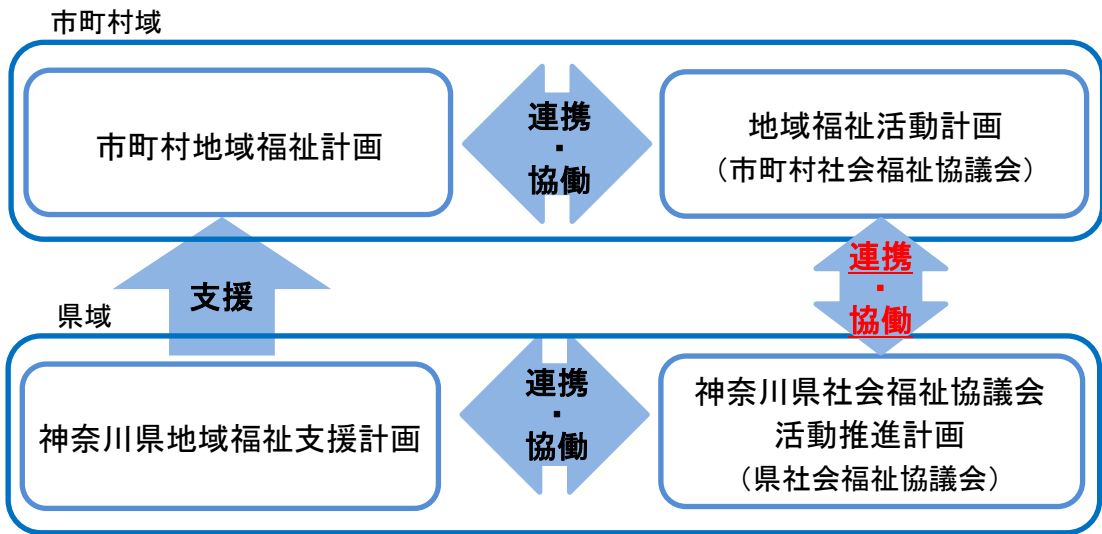 市町村域
市町村地域福祉計画
連携
・
協働
地域福祉活動計画
（市町村社会福祉協議会）
支援
連携
・
協働
県域
神奈川県地域福祉支援計画
連携
・
協働
神奈川県社会福祉協議会
活動推進計画
（県社会福祉協議会）